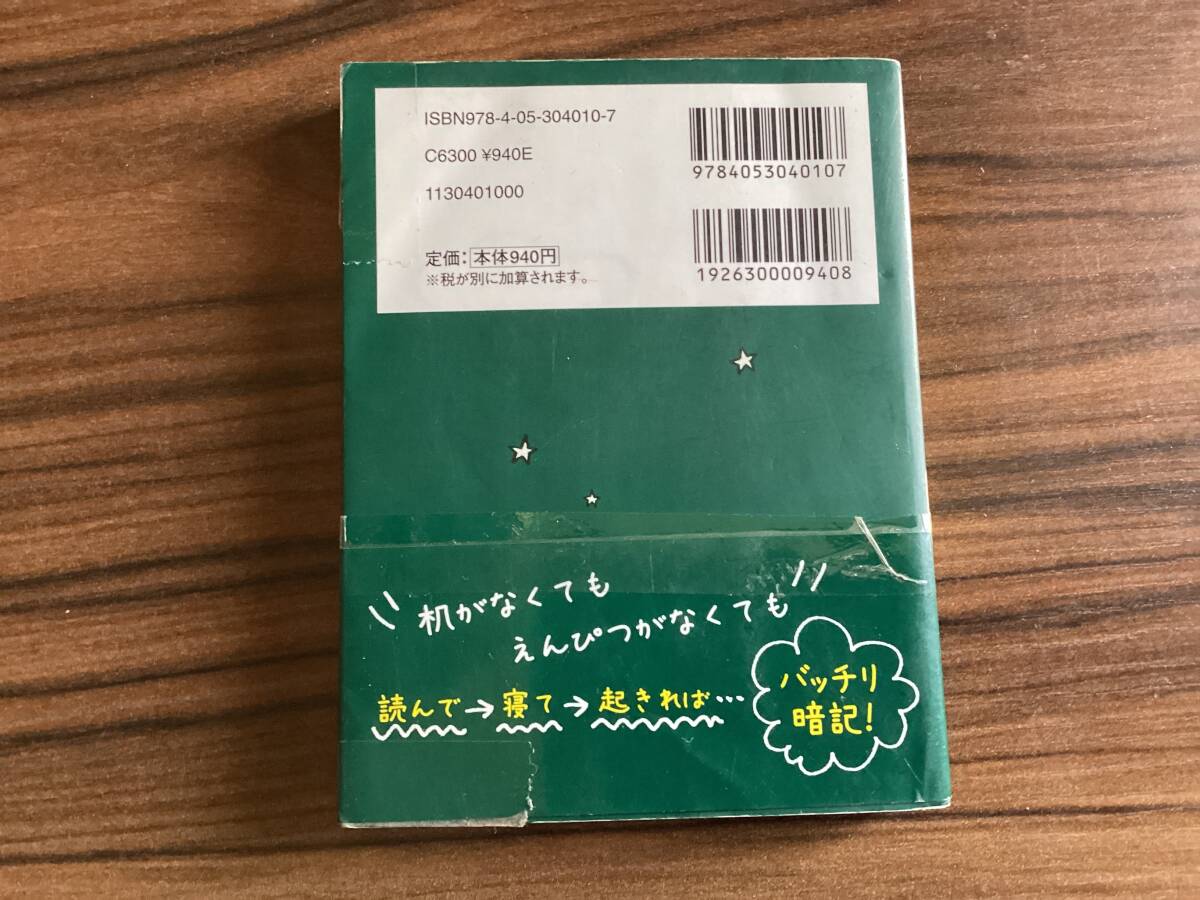 ISBN978-4-05-304010-7
C6300 ¥940E
1130401000
定価：本体940円
※税が別に加算されます。
9784053040107
1926300009408
机がなくても
えんぴつがなくても
読んで→寝て→起きれば…
バッチリ
暗記！